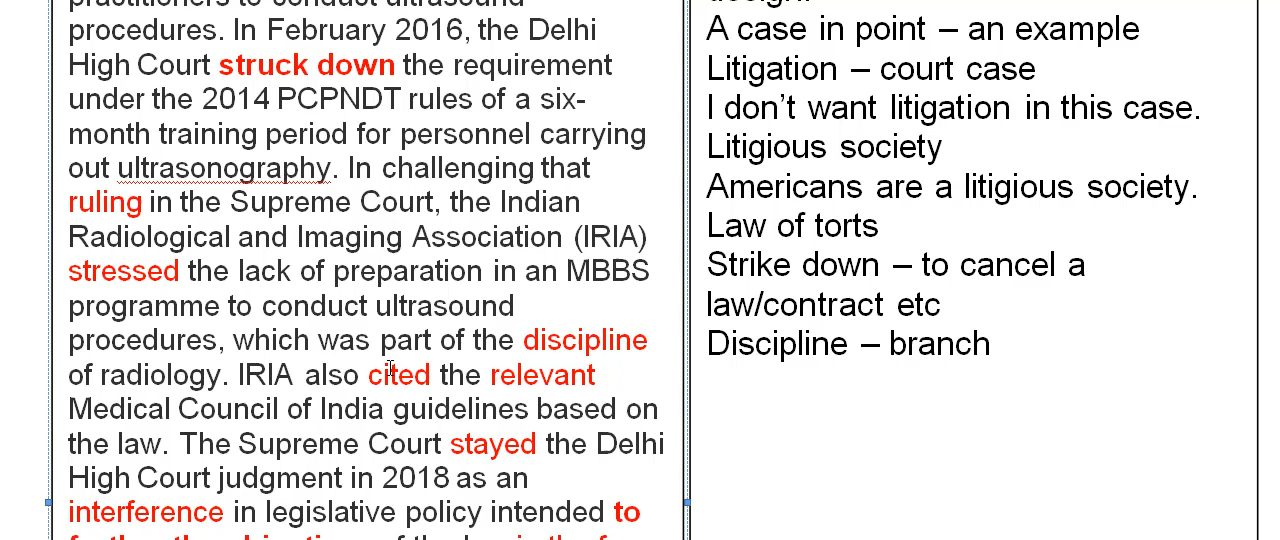 practitioners to conduct ultrasound
procedures. In February 2016, the Delhi
High Court struck down the requirement
under the 2014 PCPNDT rules of a six-
month training period for personnel carrying
out ultrasonography. In challenging that
ruling in the Supreme Court, the Indian
Radiological and Imaging Association (IRIA)
stressed the lack of preparation in an MBBS
programme to conduct ultrasound
procedures, which was part of the discipline
of radiology. IRIA also cited the relevant
Medical Council of India guidelines based on
the law. The Supreme Court stayed the Delhi
High Court judgment in 2018 as an
interference in legislative policy intended to
A case in point – an example
Litigation – court case
I don’t want litigation in this case.
Litigious society
Americans are a litigious society.
Law of torts
Strike down – to cancel a
law/contract etc
Discipline – branch